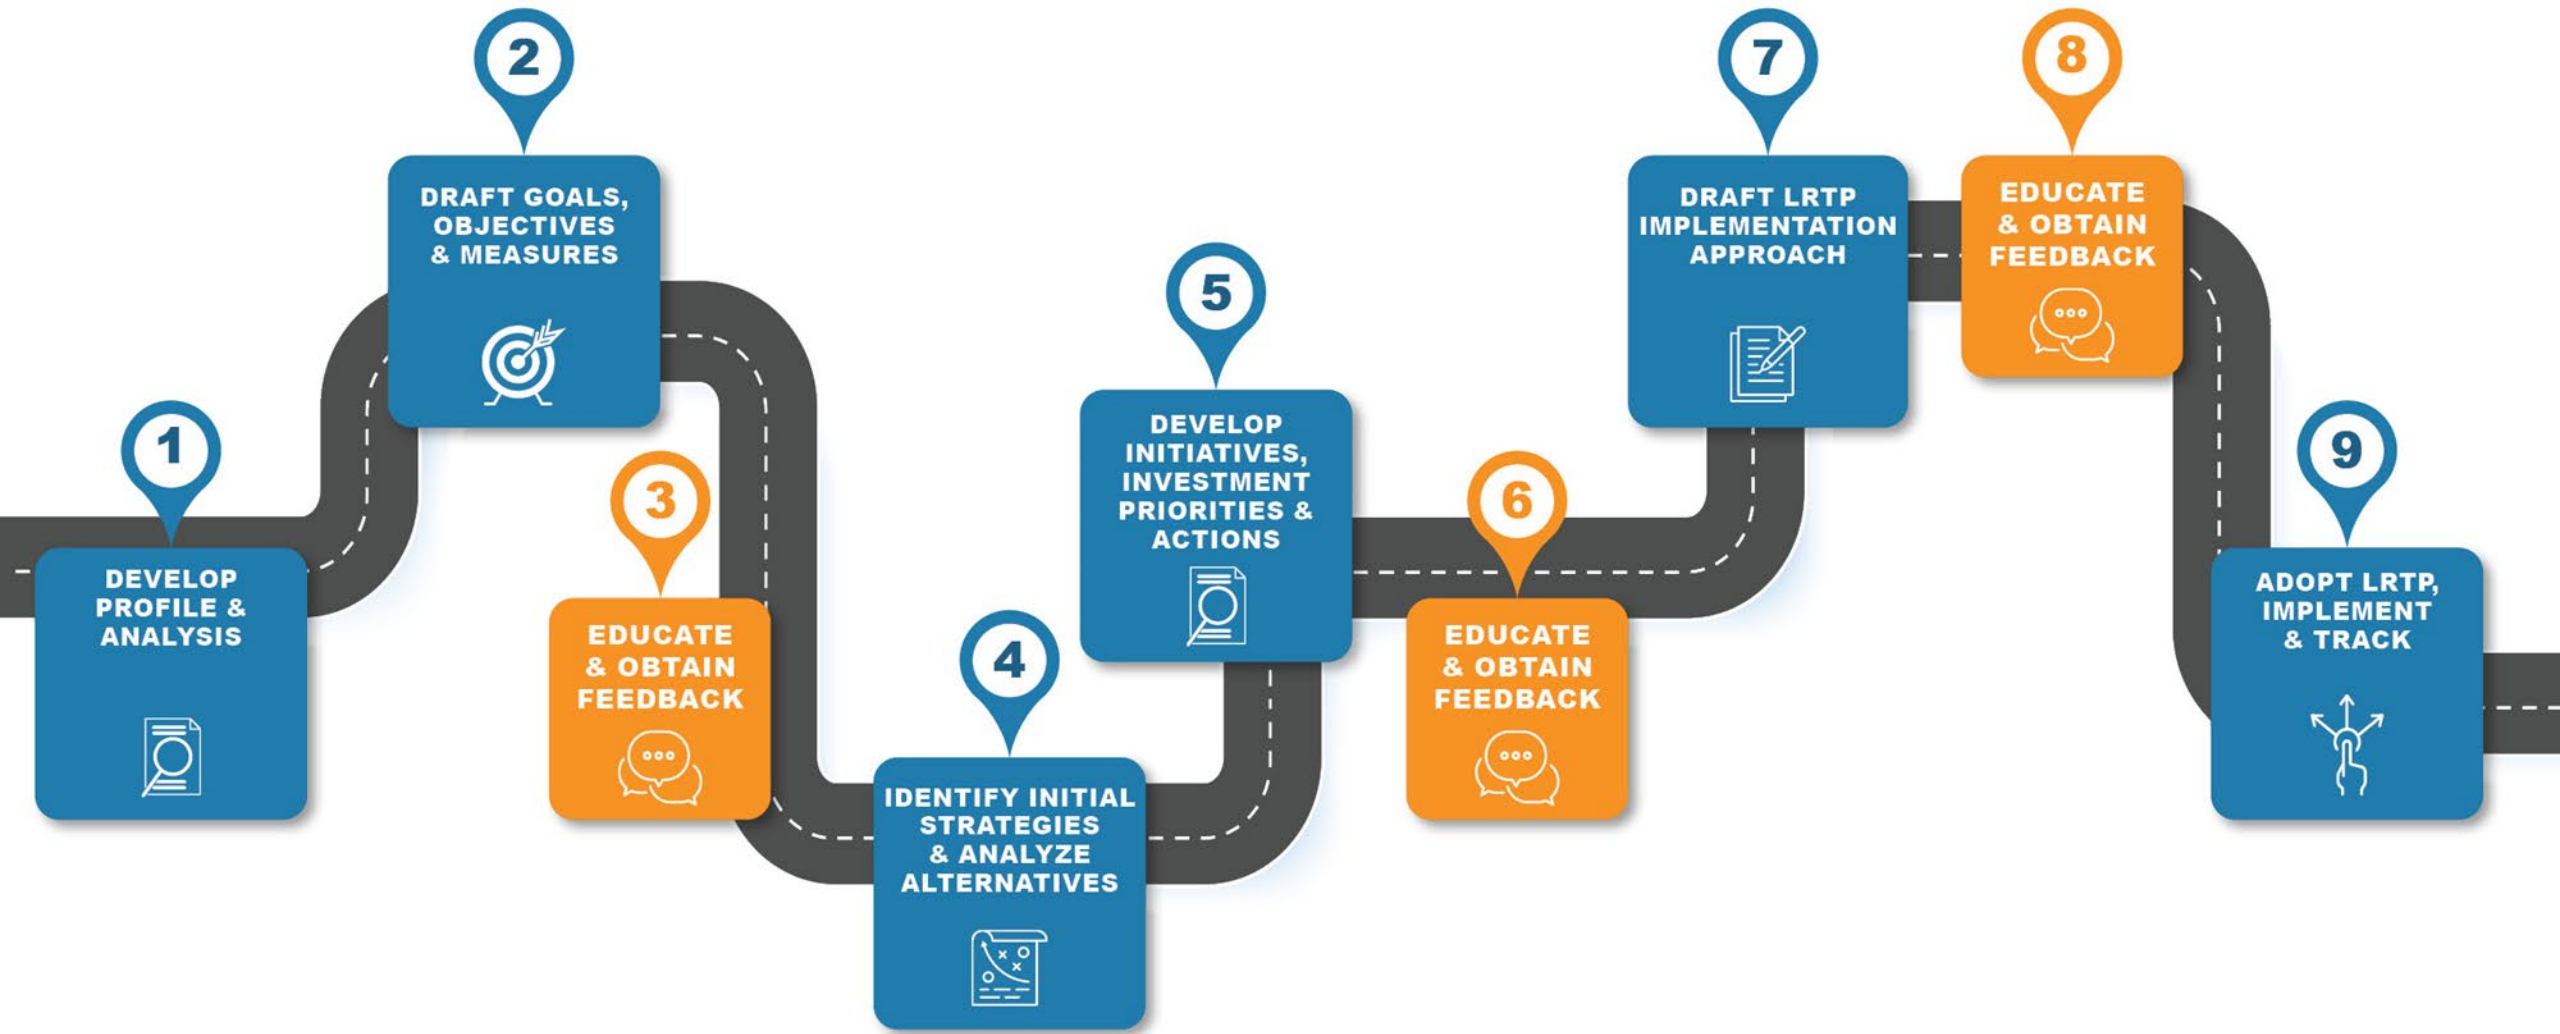 1
DEVELOP
PROFILE &
ANALYSIS
2
DRAFT GOALS,
OBJECTIVES
& MEASURES
3
EDUCATE
& OBTAIN
FEEDBACK
4
IDENTIFY INITIAL
STRATEGIES
& ANALYZE
ALTERNATIVES
5
DEVELOP
INITIATIVES,
INVESTMENT
PRIORITIES &
ACTIONS
6
EDUCATE
& OBTAIN
FEEDBACK
7
DRAFT LRTP
IMPLEMENTATION
APPROACH
8
EDUCATE
& OBTAIN
FEEDBACK
9
ADOPT LRTP,
IMPLEMENT
& TRACK